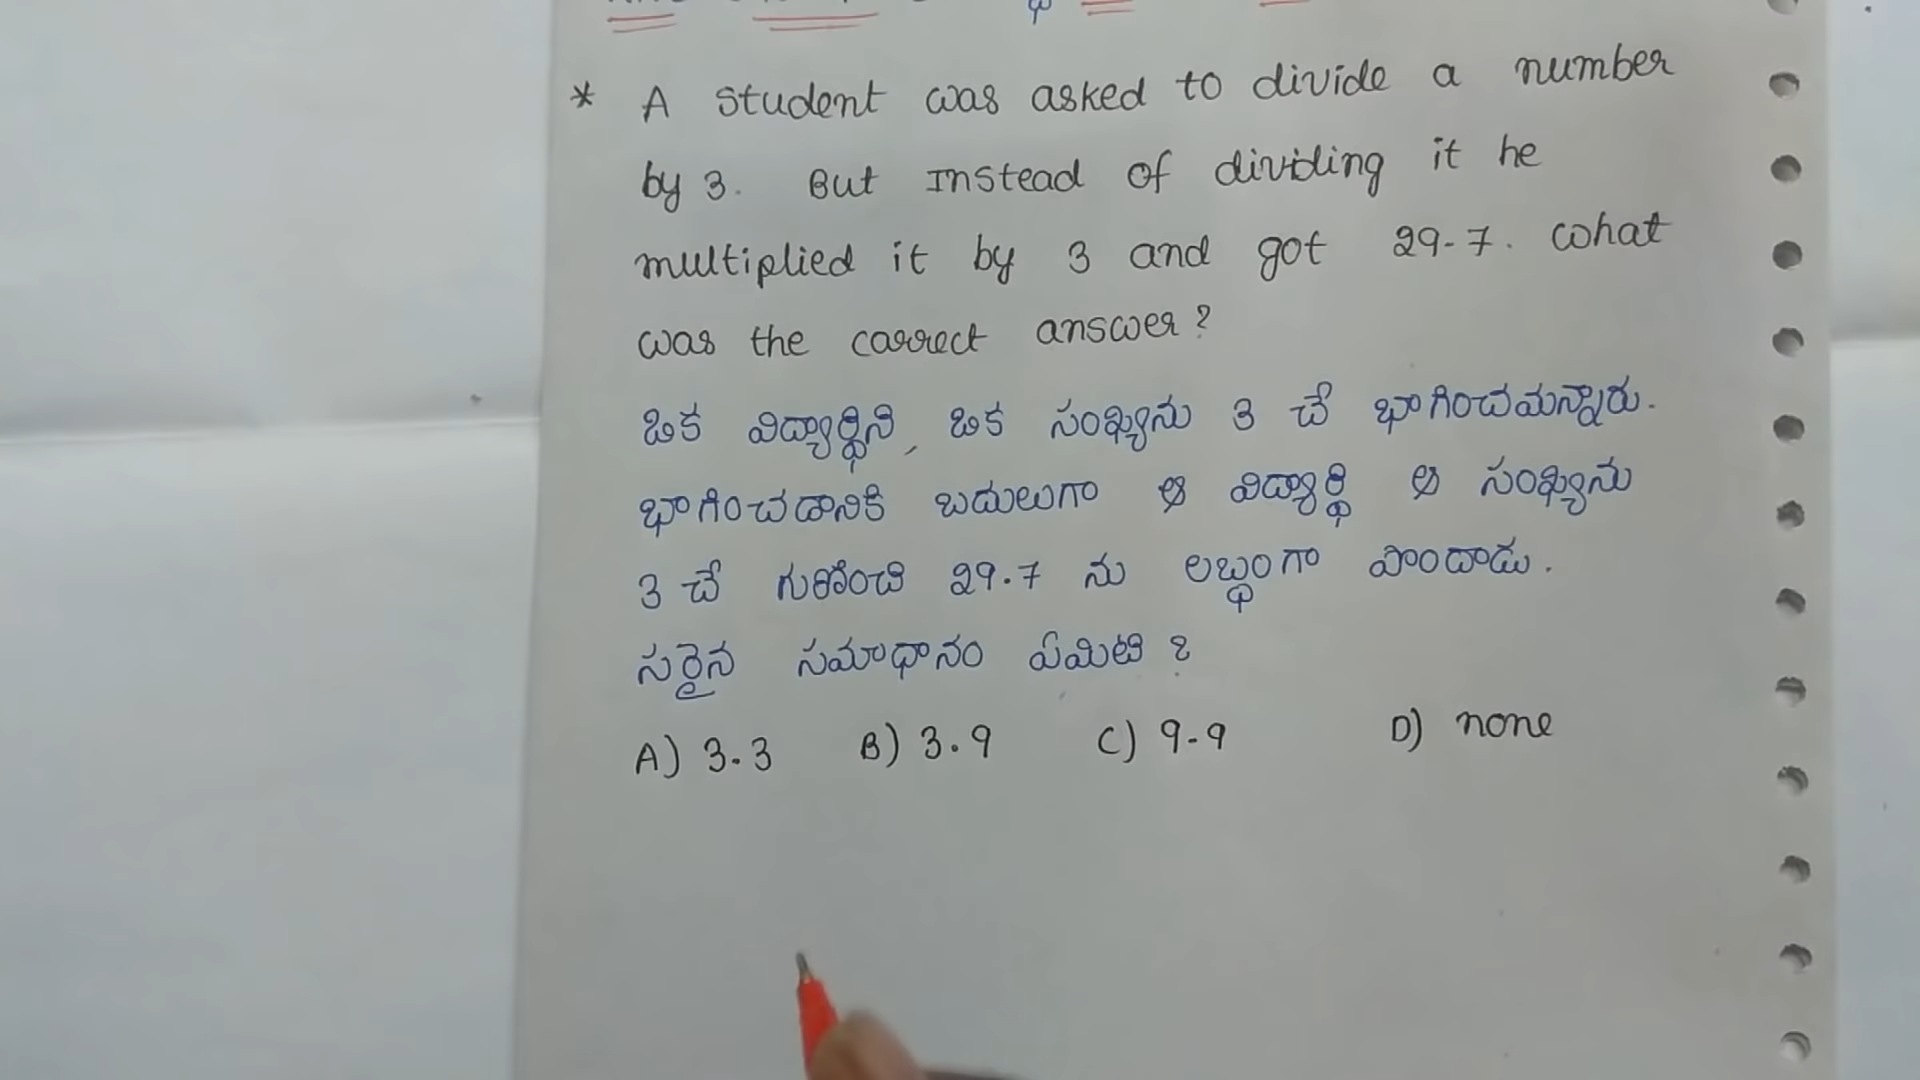 * A student was asked to divide a number
by 3. But Instead of dividing it he
multiplied it by 3 and got 29.7. what
was the correct answer?
ఒక విద్యార్థిని, ఒక సంఖ్యను 3 చే భాగించమన్నారు.
భాగించడానికి బదులుగా ఆ విద్యార్థి ఆ సంఖ్యను
3 చే గుణించి 29.7 ను లబ్ధంగా పొందాడు.
సరైన సమాధానం ఏమిటి ?
A) 3.3 B) 3.9 C) 9.9 D) none